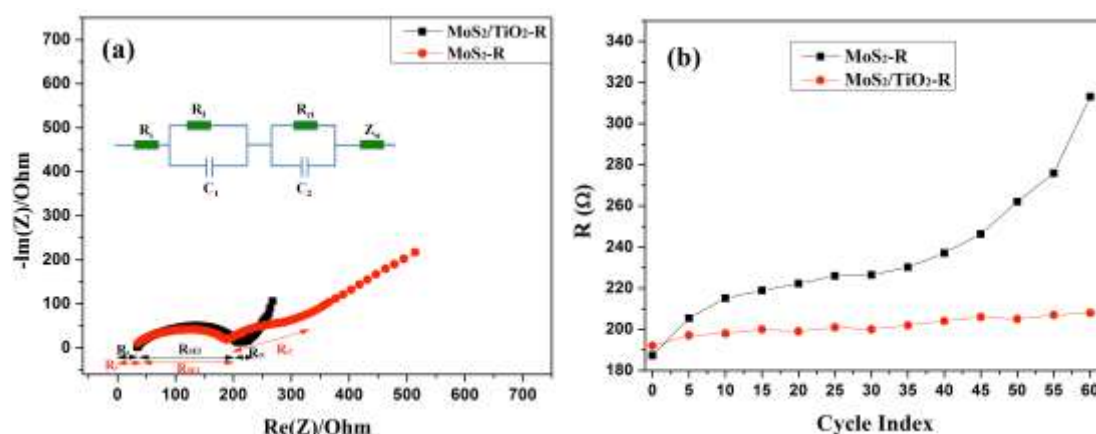 (a)
MoS2/TiO2-R
MoS2-R
700
600
500
400
300
200
100
0
-Im(Z)/Ohm
Rs
Rf
C1
Rct
C2
Zw
0 100 200 300 400 500 600 700
Re(Z)/Ohm
(b)
MoS2-R
MoS2/TiO2-R
340
320
300
280
260
240
220
200
180
R (Ω)
0 5 10 15 20 25 30 35 40 45 50 55 60
Cycle Index